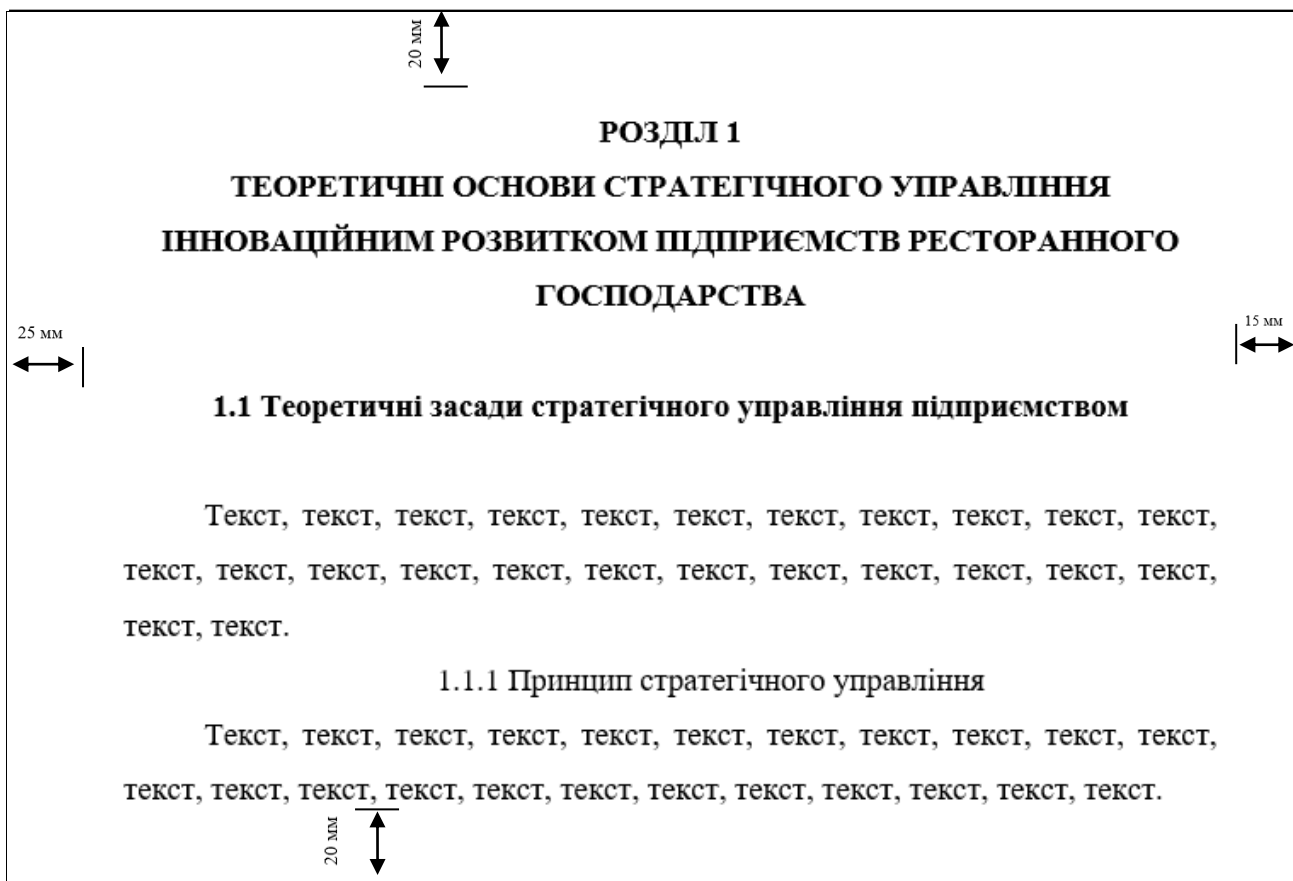 20 мм
РОЗДІЛ 1
ТЕОРЕТИЧНІ ОСНОВИ СТРАТЕГІЧНОГО УПРАВЛІННЯ
ІННОВАЦІЙНИМ РОЗВИТКОМ ПІДПРИЄМСТВ РЕСТОРАННОГО
ГОСПОДАРСТВА
25 мм
15 мм
1.1 Теоретичні засади стратегічного управління підприємством
Текст, текст, текст, текст, текст, текст, текст, текст, текст, текст, текст,
текст, текст, текст, текст, текст, текст, текст, текст, текст, текст, текст, текст,
текст, текст.
1.1.1 Принцип стратегічного управління
Текст, текст, текст, текст, текст, текст, текст, текст, текст, текст, текст,
текст, текст, текст, текст, текст, текст, текст, текст, текст, текст, текст, текст.
20 мм